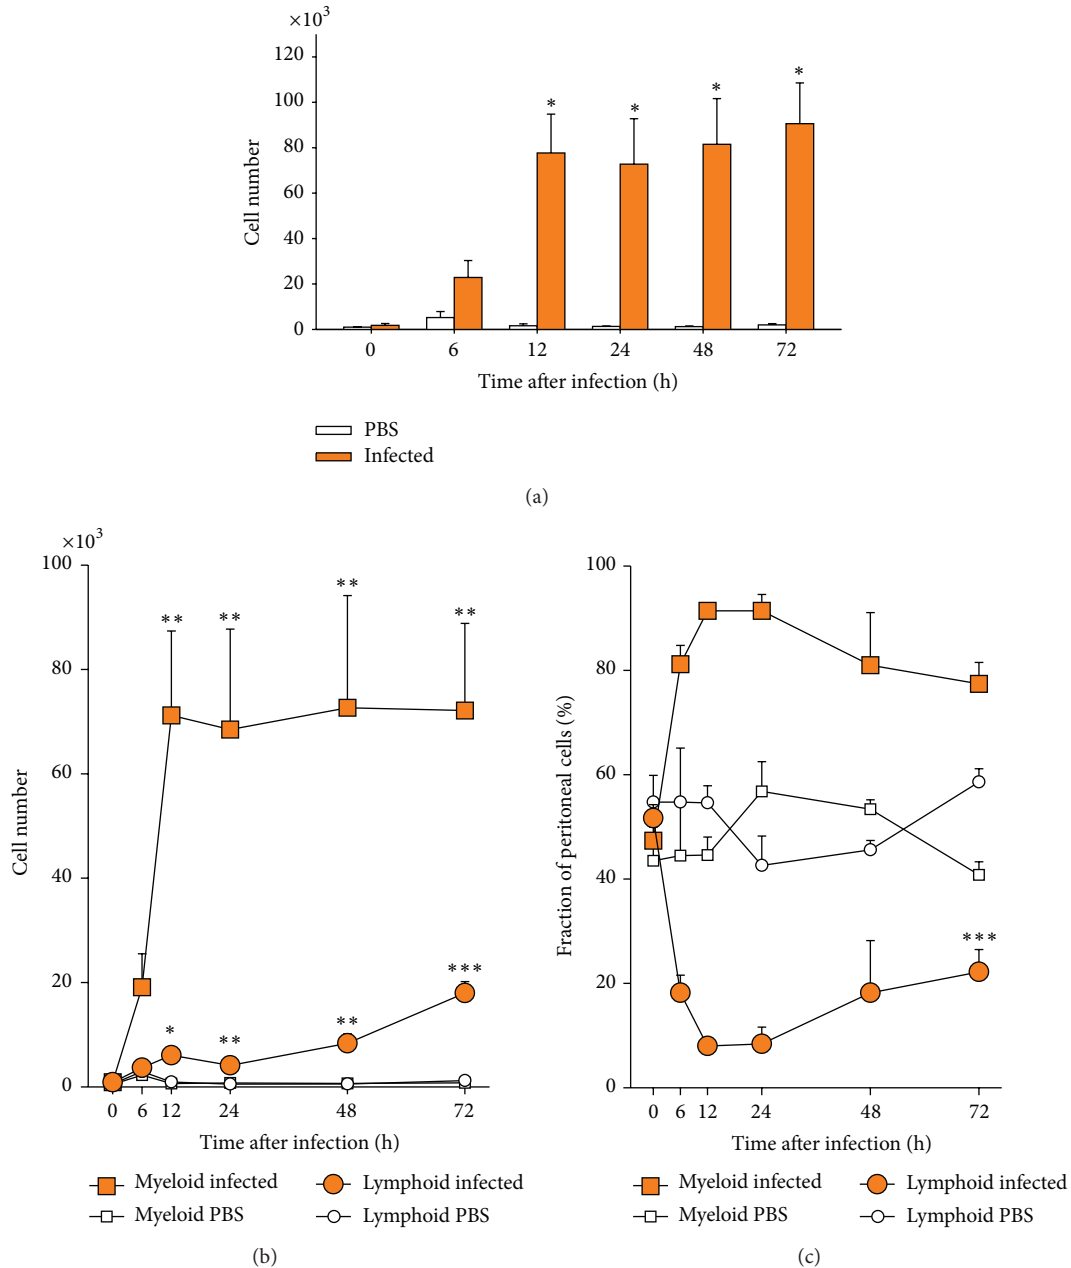 ×10³
120
100
80
60
40
20
0
Cell number
* * * *
0 6 12 24 48 72
Time after infection (h)
PBS
Infected
(a)
×10³
100
80
60
40
20
0
Cell number
** ** ** **
* ** ** ***
0 6 12 24 48 72
Time after infection (h)
Myeloid infected Lymphoid infected
Myeloid PBS Lymphoid PBS
(b)
100
80
60
40
20
0
Fraction of peritoneal cells (%)
***
0 6 12 24 48 72
Time after infection (h)
Myeloid infected Lymphoid infected
Myeloid PBS Lymphoid PBS
(c)